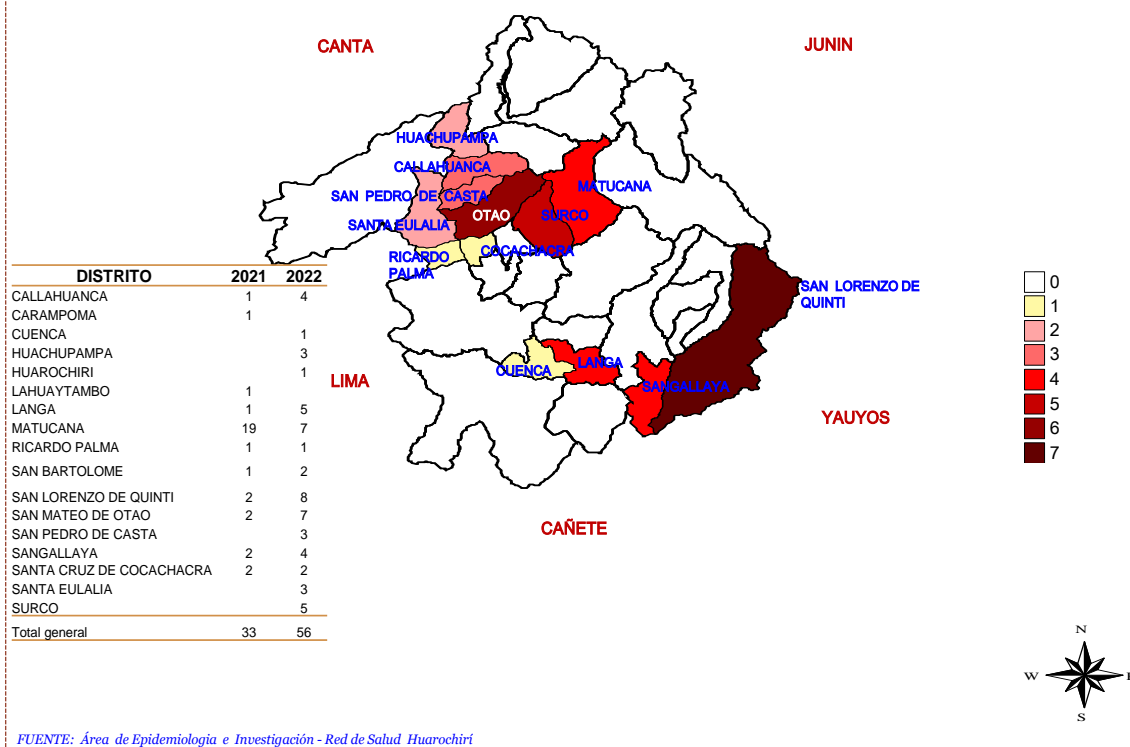 CANTA
JUNIN
HUACHUPAMPA
CALLAHUANCA
MATUCANA
SAN PEDRO DE CASTA
OTAO
SURCO
SANTA EULALIA
COCACHACRA
RICARDO
PALMA
SAN LORENZO DE
QUINTI
LIMA
CUENCA
LANGA
SANGALLAYA
YAUYOS
CAÑETE
DISTRITO 2021 2022
CALLAHUANCA 1 4
CARAMPOMA 1
CUENCA 1
HUACHUPAMPA 3
HUAROCHIRI 1
LAHUAYTAMBO 1
LANGA 1 5
MATUCANA 19 7
RICARDO PALMA 1 1
SAN BARTOLOME 1 2
SAN LORENZO DE QUINTI 2 8
SAN MATEO DE OTAO 2 7
SAN PEDRO DE CASTA 3
SANGALLAYA 2 4
SANTA CRUZ DE COCACHACRA 2 2
SANTA EULALIA 3
SURCO 5
Total general 33 56
0
1
2
3
4
5
6
7
N
W
S
FUENTE: Área de Epidemiologia e Investigación - Red de Salud Huarochirí